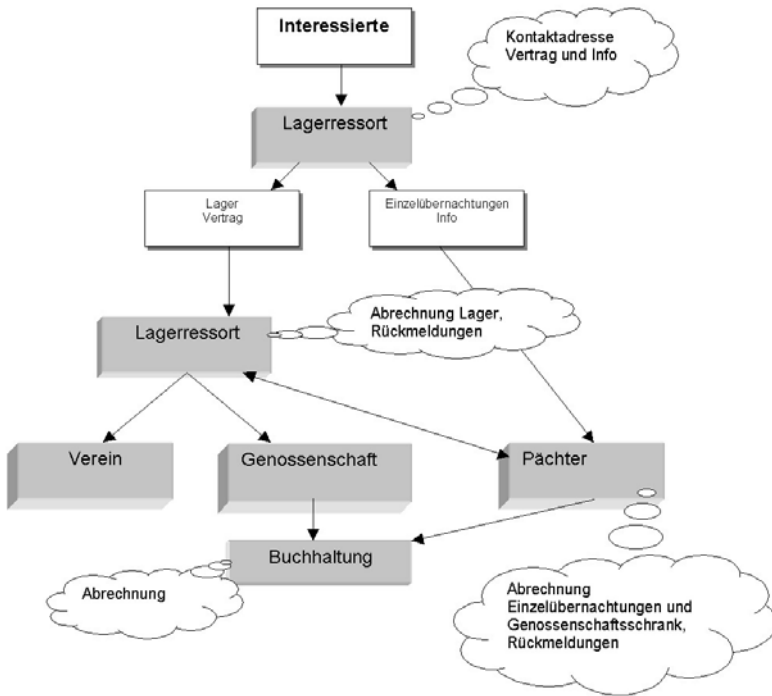 Interessierte
Kontaktadresse
Vertrag und Info
Lagerressort
Lager
Vertrag
Einzelübernachtungen
Info
Abrechnung Lager,
Rückmeldungen
Lagerressort
Verein
Genossenschaft
Pächter
Buchhaltung
Abrechnung
Abrechnung
Einzelübernachtungen und
Genossenschaftsschrank,
Rückmeldungen